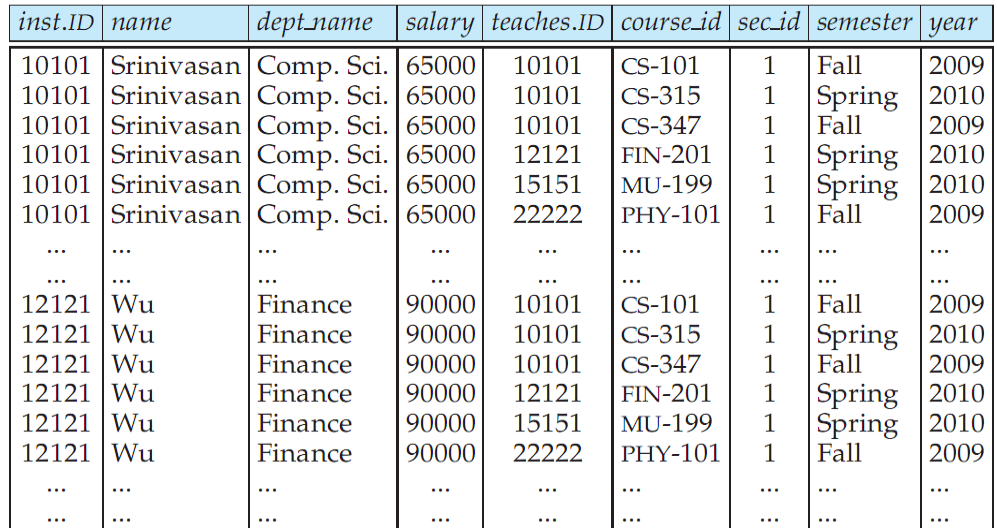 inst.ID name dept_name salary teaches.ID course_id sec_id semester year
10101 Srinivasan Comp. Sci. 65000 10101 CS-101 1 Fall 2009
10101 Srinivasan Comp. Sci. 65000 10101 CS-315 1 Spring 2010
10101 Srinivasan Comp. Sci. 65000 10101 CS-347 1 Fall 2009
10101 Srinivasan Comp. Sci. 65000 12121 FIN-201 1 Spring 2010
10101 Srinivasan Comp. Sci. 65000 15151 MU-199 1 Spring 2010
10101 Srinivasan Comp. Sci. 65000 22222 PHY-101 1 Fall 2009
... ... ... ... ... ... ... ... ...
... ... ... ... ... ... ... ... ...
12121 Wu Finance 90000 10101 CS-101 1 Fall 2009
12121 Wu Finance 90000 10101 CS-315 1 Spring 2010
12121 Wu Finance 90000 10101 CS-347 1 Fall 2009
12121 Wu Finance 90000 12121 FIN-201 1 Spring 2010
12121 Wu Finance 90000 15151 MU-199 1 Spring 2010
12121 Wu Finance 90000 22222 PHY-101 1 Fall 2009
... ... ... ... ... ... ... ... ...
... ... ... ... ... ... ... ... ...